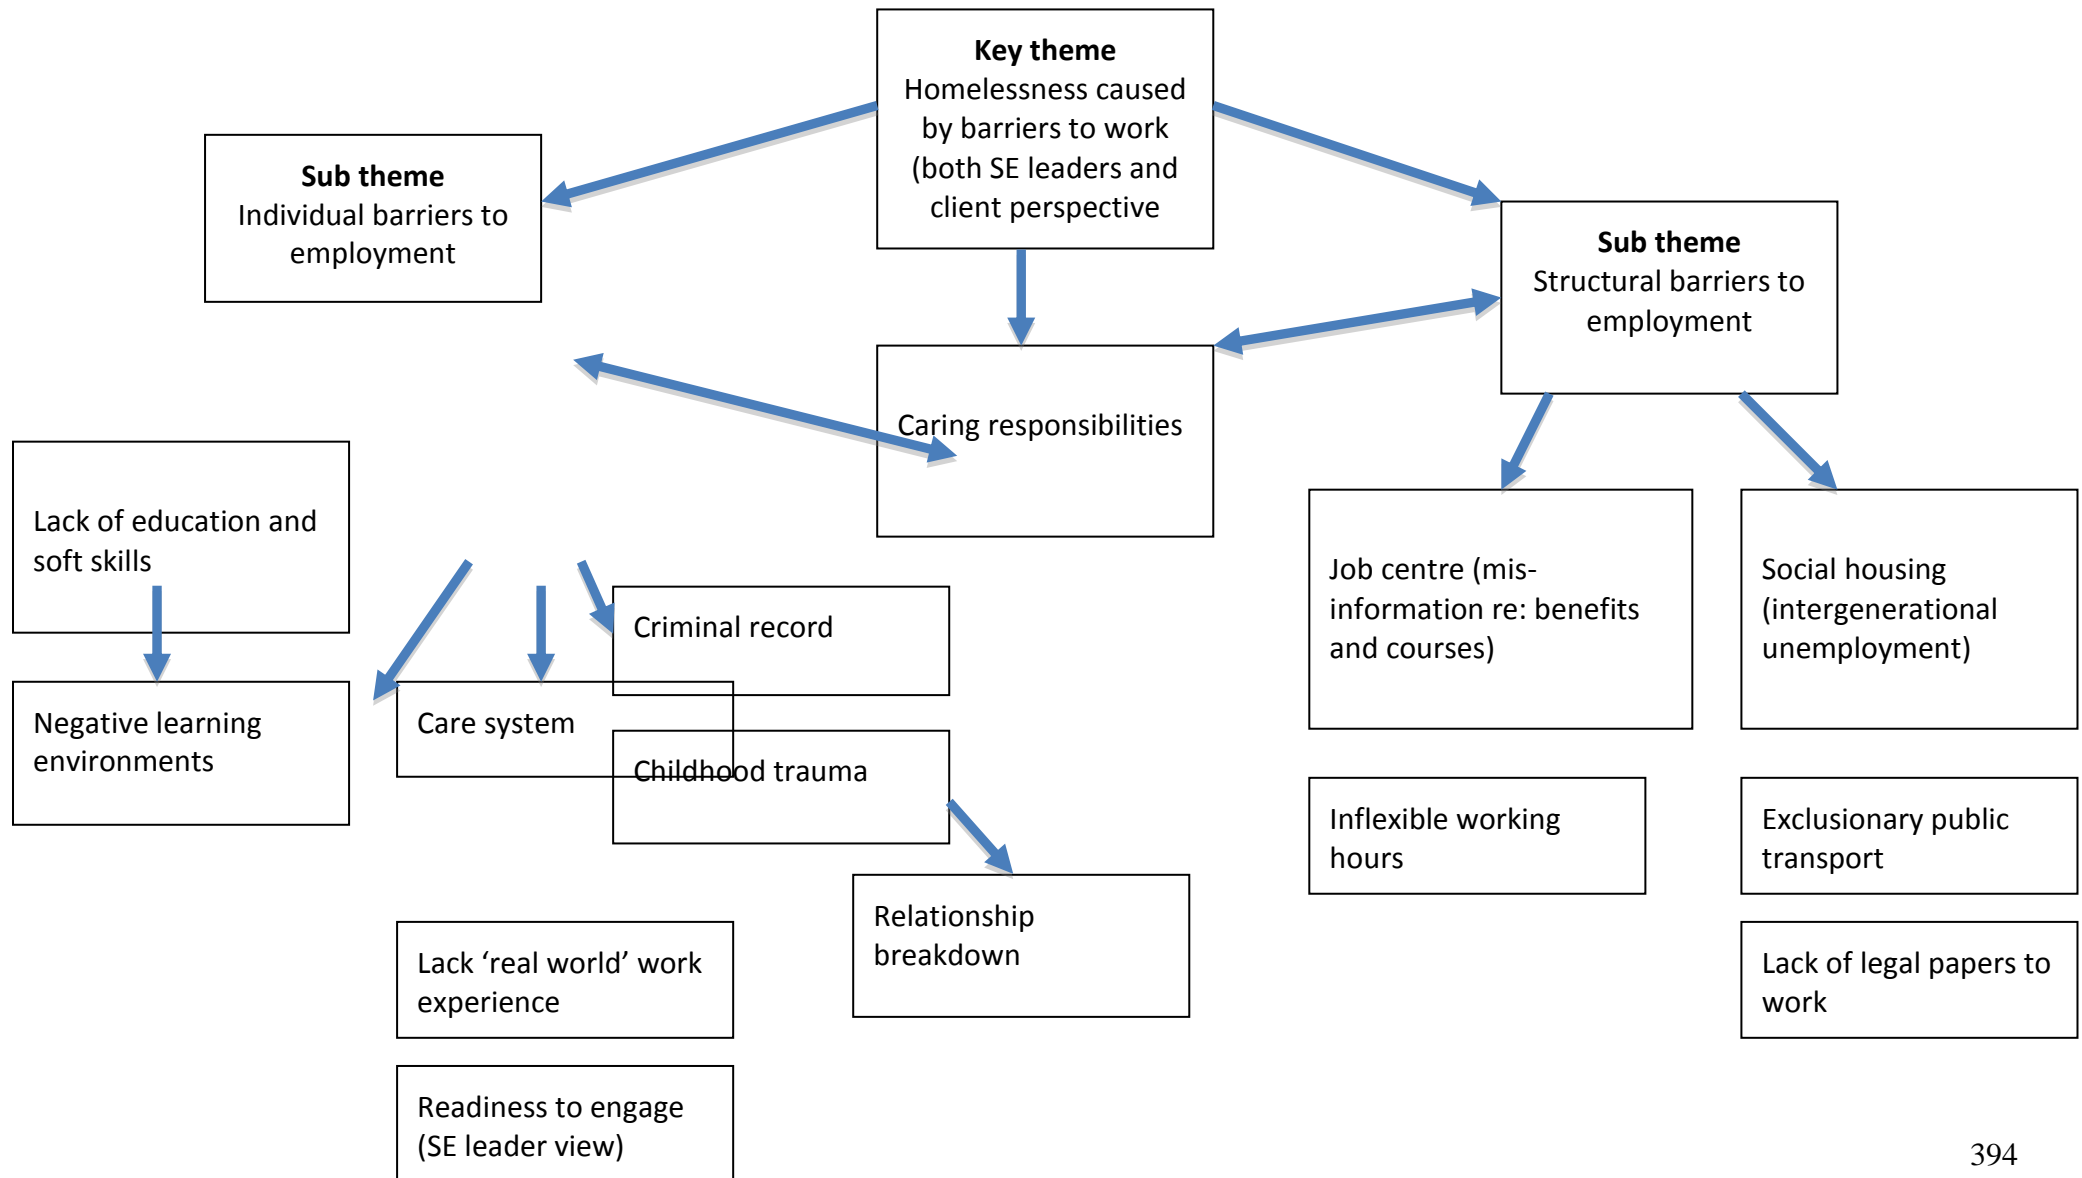 Key theme
Homelessness caused
by barriers to work
(both SE leaders and
client perspective
Sub theme
Individual barriers to
employment
Sub theme
Structural barriers to
employment
Caring responsibilities
Lack of education and
soft skills
Job centre (mis-
information re: benefits
and courses)
Social housing
(intergenerational
unemployment)
Criminal record
Negative learning
environments
Care system
Childhood trauma
Inflexible working
hours
Exclusionary public
transport
Relationship
breakdown
Lack ‘real world’ work
experience
Lack of legal papers to
work
Readiness to engage
(SE leader view)
394